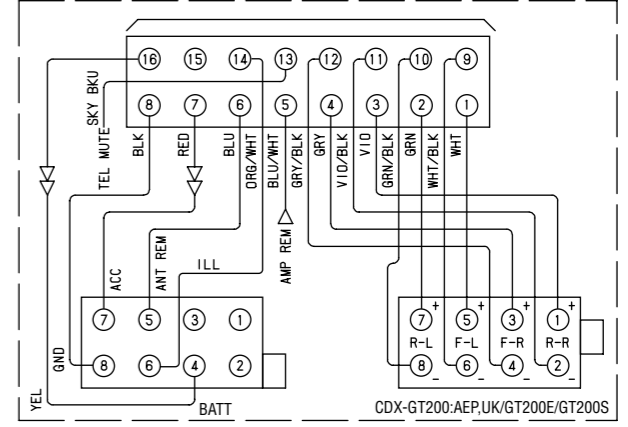 16 15 14 13 12 11 10 9
8 7 6 5 4 3 2 1
SKY BKU
TEL MUTE
BLK
RED
BLU
ORG/WHT
BLU/WHT
GRY/BLK
GRY
VIO/BLK
VIO
GRN/BLK
GRN
WHT/BLK
WHT
ACC
ANT REM
ILL
AMP REM
7 5 3 1
8 6 4 2
GND
YEL
BATT
7 + 5 + 3 + 1 +
R-L F-L F-R R-R
8 - 6 - 4 - 2 -
CDX-GT200:AEP,UK/GT200E/GT200S